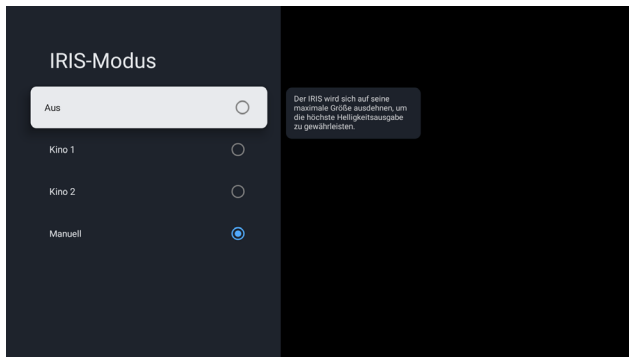 IRIS-Modus
Aus
Der IRIS wird sich auf seine
maximale Größe ausdehnen, um
die höchste Helligkeitsausgabe
zu gewährleisten.
Kino 1
Kino 2
Manuell